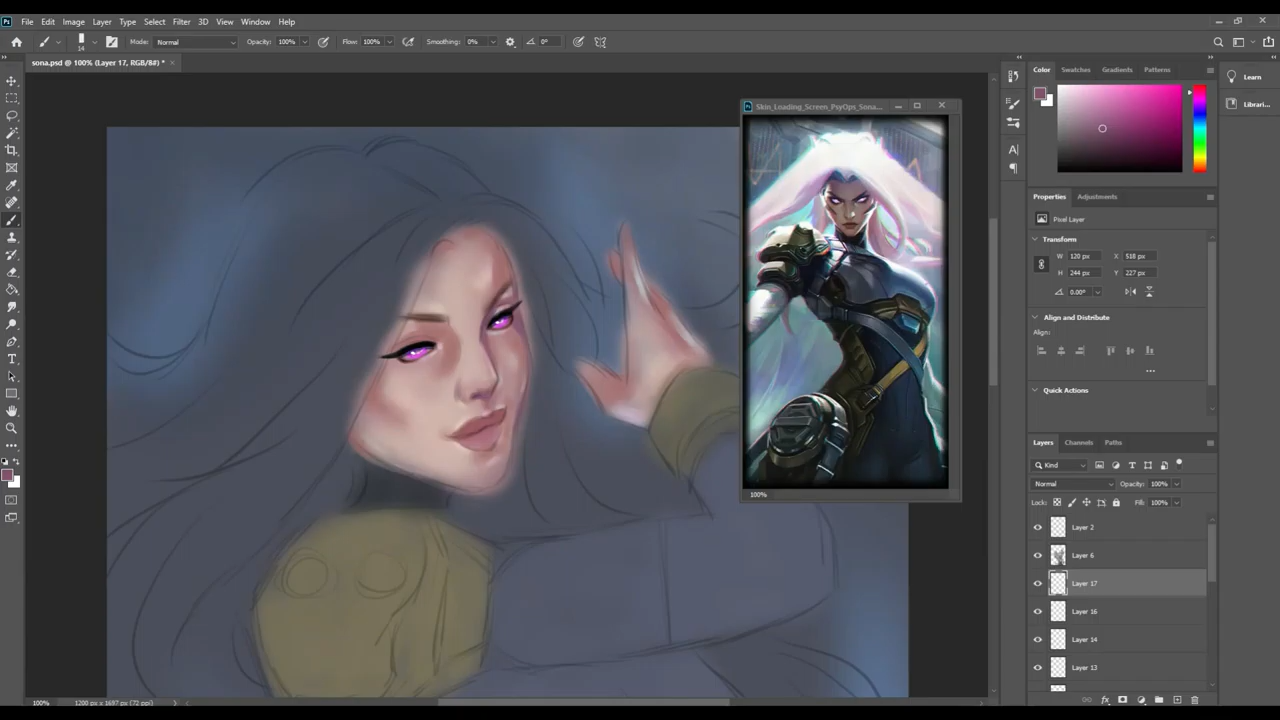 File Edit Image Layer Type Select Filter 3D View Window Help
14 Mode: Normal Opacity: 100% Flow: 100% Smoothing: 0% 0°
sona.psd @ 100% (Layer 17, RGB/8#) *
Skin_Loading_Screen_PsyOps_Sona...
100%
Color Swatches Gradients Patterns
Learn
Librari...
Properties Adjustments
Pixel Layer
Transform
W 120 px X 518 px
H 244 px Y 227 px
0.00°
Align and Distribute
Align:
Quick Actions
Layers Channels Paths
Kind
Normal Opacity: 100%
Lock: Fill: 100%
Layer 2
Layer 6
Layer 17
Layer 16
Layer 14
Layer 13
100% 1200 px x 1697 px (72 ppi)